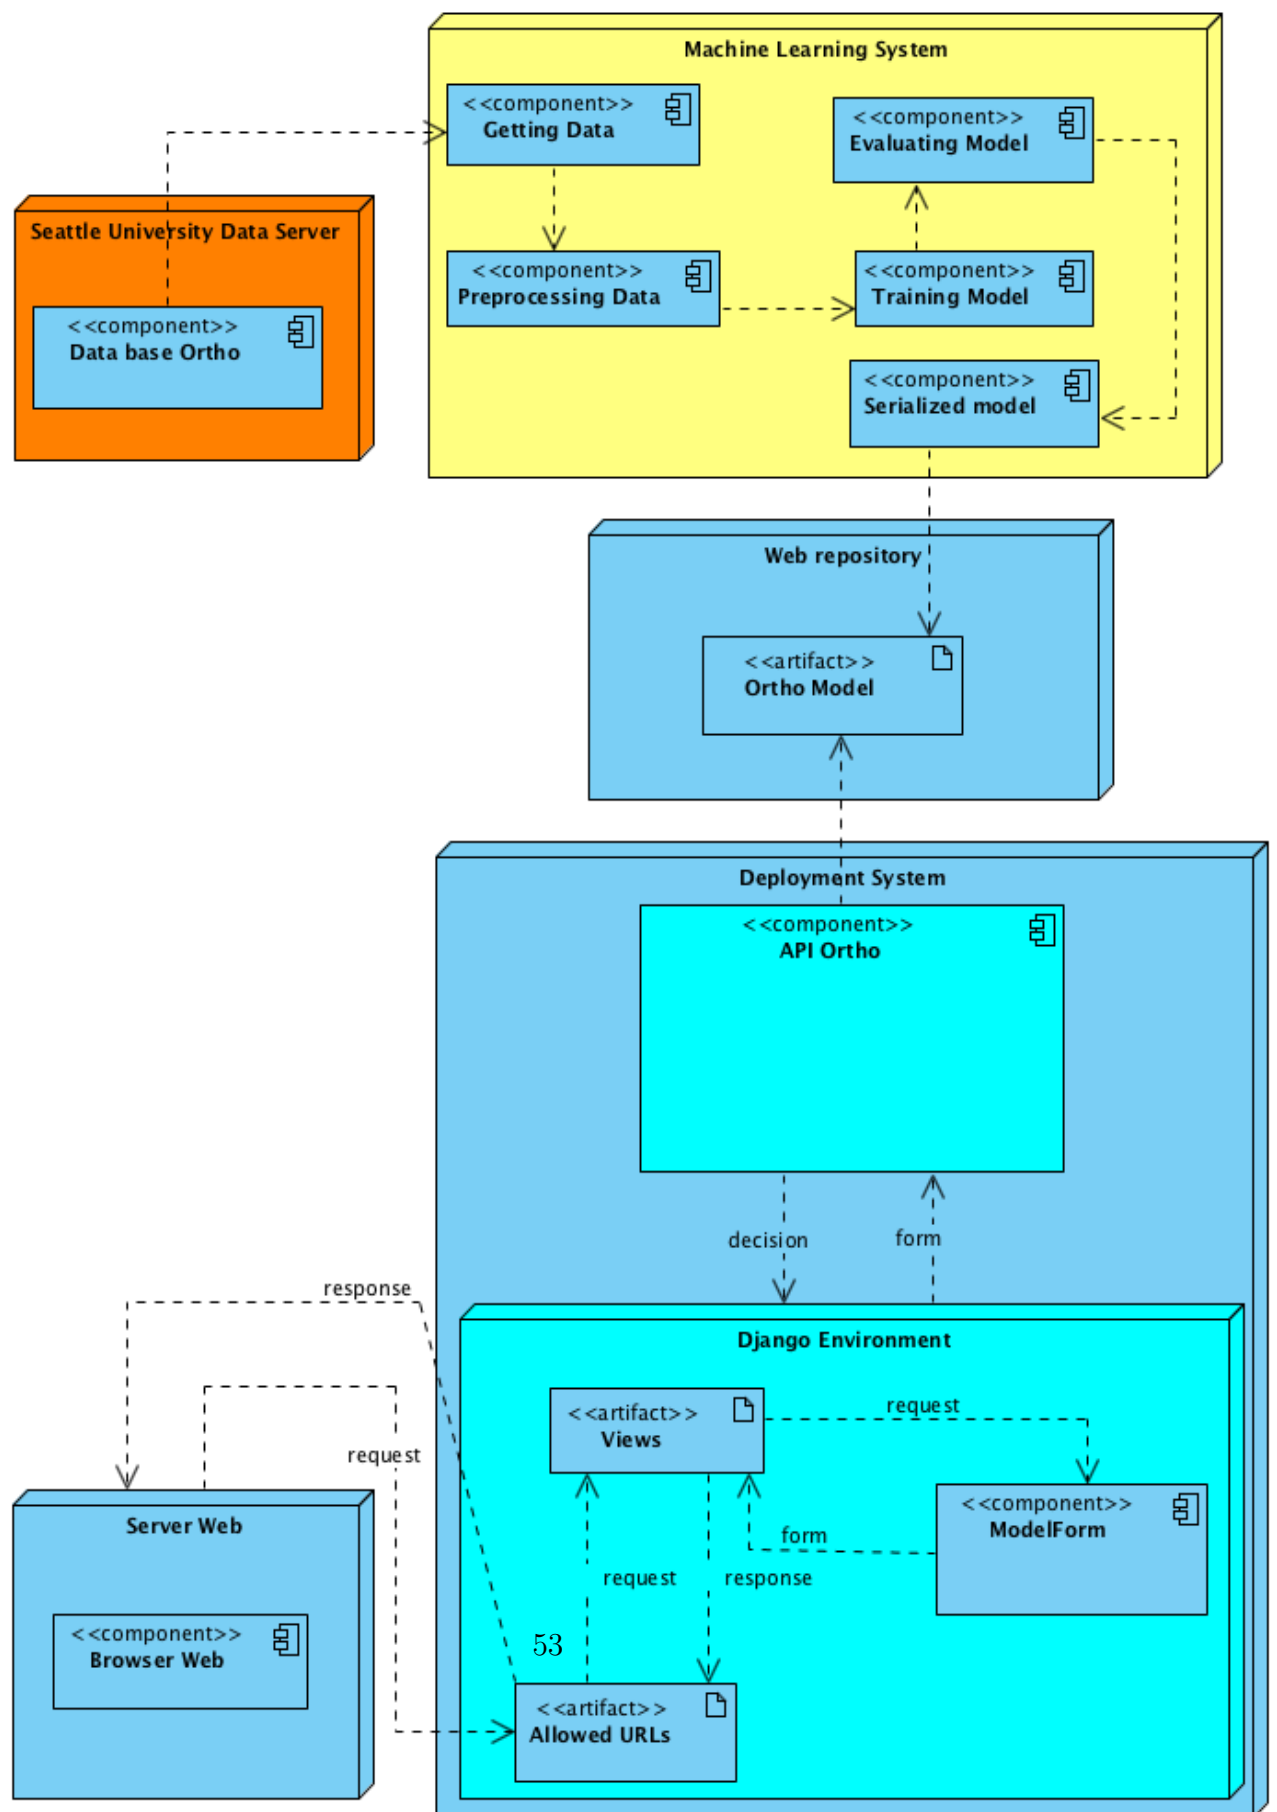 Machine Learning System
<<component>>
Getting Data
<<component>>
Evaluating Model
Seattle University Data Server
<<component>>
Preprocessing Data
<<component>>
Training Model
<<component>>
Data base Ortho
<<component>>
Serialized model
Web repository
<<artifact>>
Ortho Model
Deployment System
<<component>>
API Ortho
decision
form
response
Django Environment
request
<<artifact>>
Views
request
Server Web
<<component>>
ModelForm
form
request
response
<<component>>
Browser Web
53
<<artifact>>
Allowed URLs